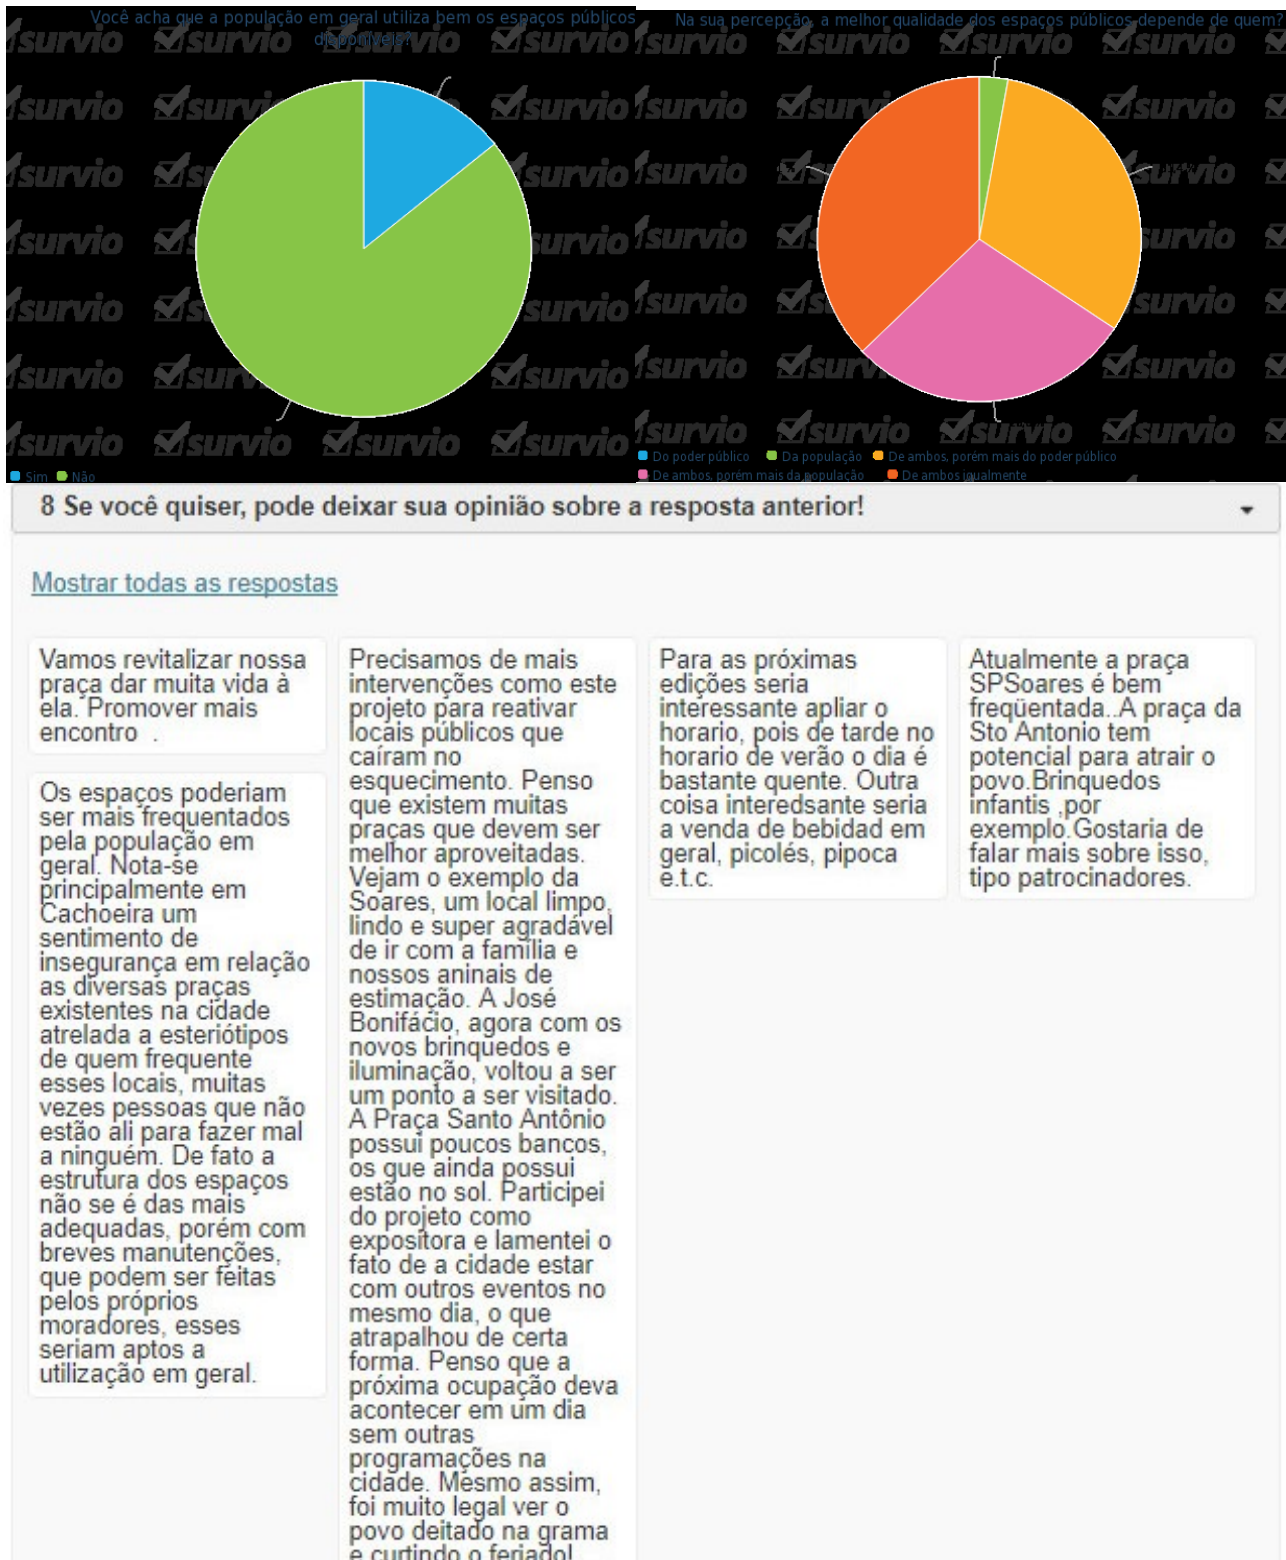 Você acha que a população em geral utiliza bem os espaços públicos
disponíveis?
Sim Não
Na sua percepção, a melhor qualidade dos espaços públicos depende de quem?
Do poder público Da população De ambos, porém mais do poder público
De ambos, porém mais da população De ambos igualmente
survio
8 Se você quiser, pode deixar sua opinião sobre a resposta anterior!
Mostrar todas as respostas
Vamos revitalizar nossa
praça dar muita vida à
ela. Promover mais
encontro .
Os espaços poderiam
ser mais frequentados
pela população em
geral. Nota-se
principalmente em
Cachoeira um
sentimento de
insegurança em relação
as diversas praças
existentes na cidade
atrelada a esteriótipos
de quem frequente
esses locais, muitas
vezes pessoas que não
estão ali para fazer mal
a ninguém. De fato a
estrutura dos espaços
não se é das mais
adequadas, porém com
breves manutenções,
que podem ser feitas
pelos próprios
moradores, esses
seriam aptos a
utilização em geral.
Precisamos de mais
intervenções como este
projeto para reativar
locais públicos que
caíram no
esquecimento. Penso
que existem muitas
praças que devem ser
melhor aproveitadas.
Vejam o exemplo da
Soares, um local limpo,
lindo e super agradável
de ir com a família e
nossos aninais de
estimação. A José
Bonifácio, agora com os
novos brinquedos e
iluminação, voltou a ser
um ponto a ser visitado.
A Praça Santo Antônio
possui poucos bancos,
os que ainda possui
estão no sol. Participei
do projeto como
expositora e lamentei o
fato de a cidade estar
com outros eventos no
mesmo dia, o que
atrapalhou de certa
forma. Penso que a
próxima ocupação deva
acontecer em um dia
sem outras
programações na
cidade. Mesmo assim,
foi muito legal ver o
povo deitado na grama
e curtindo o feriado!
Para as próximas
edições seria
interessante apliar o
horario, pois de tarde no
horario de verão o dia é
bastante quente. Outra
coisa interedsante seria
a venda de bebidad em
geral, picolés, pipoca
e.t.c.
Atualmente a praça
SPSoares é bem
freqüentada..A praça da
Sto Antonio tem
potencial para atrair o
povo.Brinquedos
infantis ,por
exemplo.Gostaria de
falar mais sobre isso,
tipo patrocinadores.